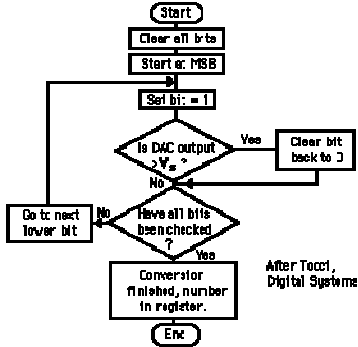 Start
Clear all bits
Start at MSB
Set bit = 1
Is DAC output
> V ?
Yes
Clear bit
back to 0
No
Go to next
lower bit
No
Have all bits
been checked
?
Yes
Conversion
finished, number
in register.
After Tocci,
Digital Systems
End